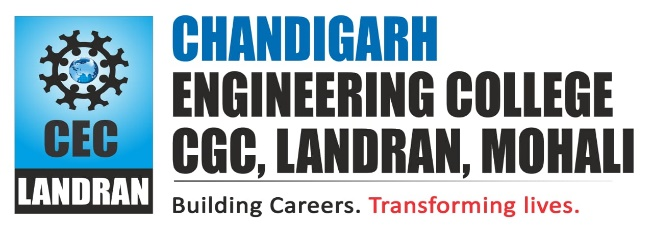 CEC
LANDRAN
CHANDIGARH
ENGINEERING COLLEGE
CGC, LANDRAN, MOHALI
Building Careers. Transforming lives.